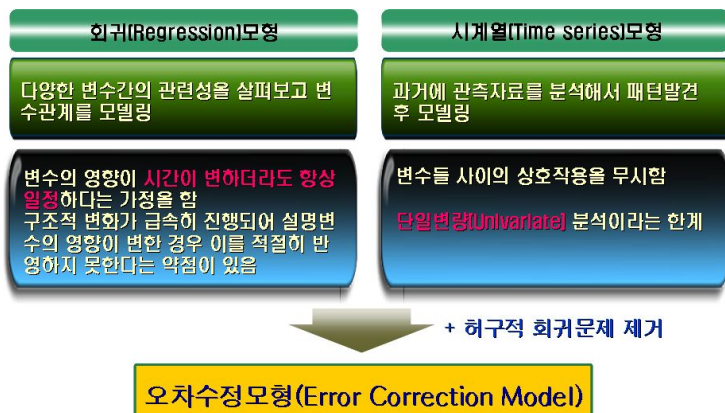 회귀(Regression)모형
다양한 변수간의 관련성을 살펴보고 변
수관계를 모델링
변수의 영향이 시간이 변하더라도 항상
일정하다는 가정을 함
구조적 변화가 급속히 진행되어 설명변
수의 영향이 변한 경우 이를 적절히 반
영하지 못한다는 약점이 있음
시계열(Time series)모형
과거에 관측자료를 분석해서 패턴발견
후 모델링
변수들 사이의 상호작용을 무시함
단일변량(Univariate) 분석이라는 한계
+ 허구적 회귀문제 제거
오차수정모형(Error Correction Model)